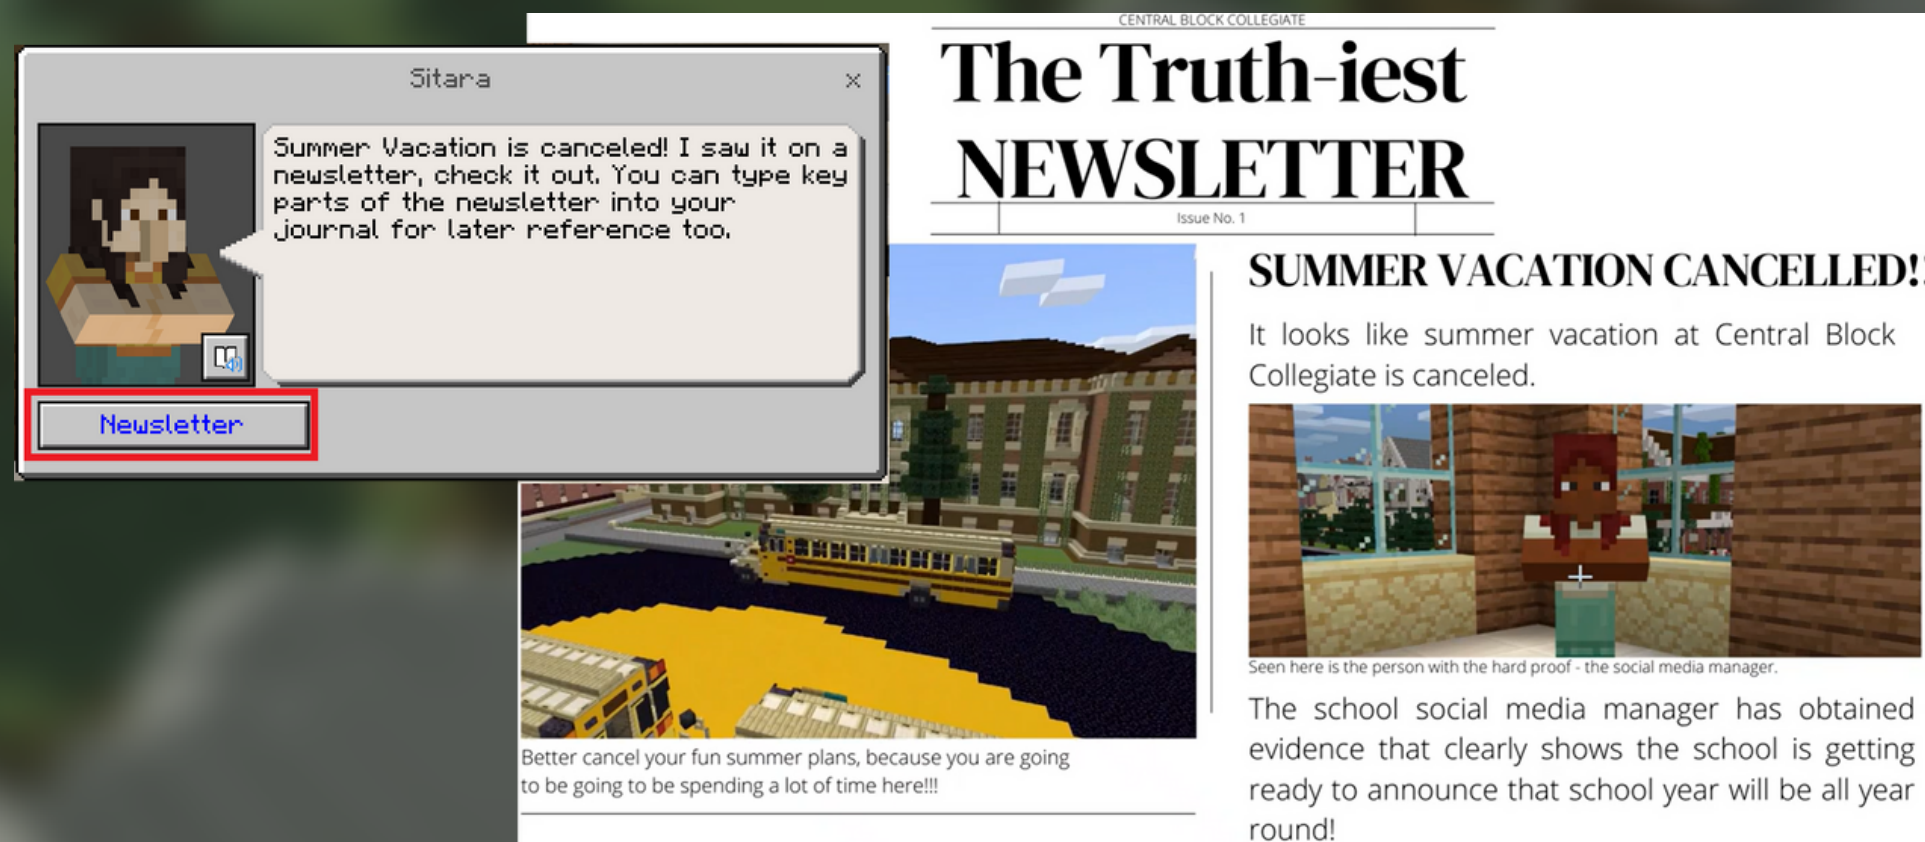 Sitara
x
Summer Vacation is canceled! I saw it on a
newsletter, check it out. You can type key
parts of the newsletter into your
journal for later reference too.
Newsletter
CENTRAL BLOCK COLLEGIATE
The Truth-iest
NEWSLETTER
Issue No. 1
Better cancel your fun summer plans, because you are going
to be going to be spending a lot of time here!!!
SUMMER VACATION CANCELLED!
It looks like summer vacation at Central Block
Collegiate is canceled.
Seen here is the person with the hard proof - the social media manager.
The school social media manager has obtained
evidence that clearly shows the school is getting
ready to announce that school year will be all year
round!